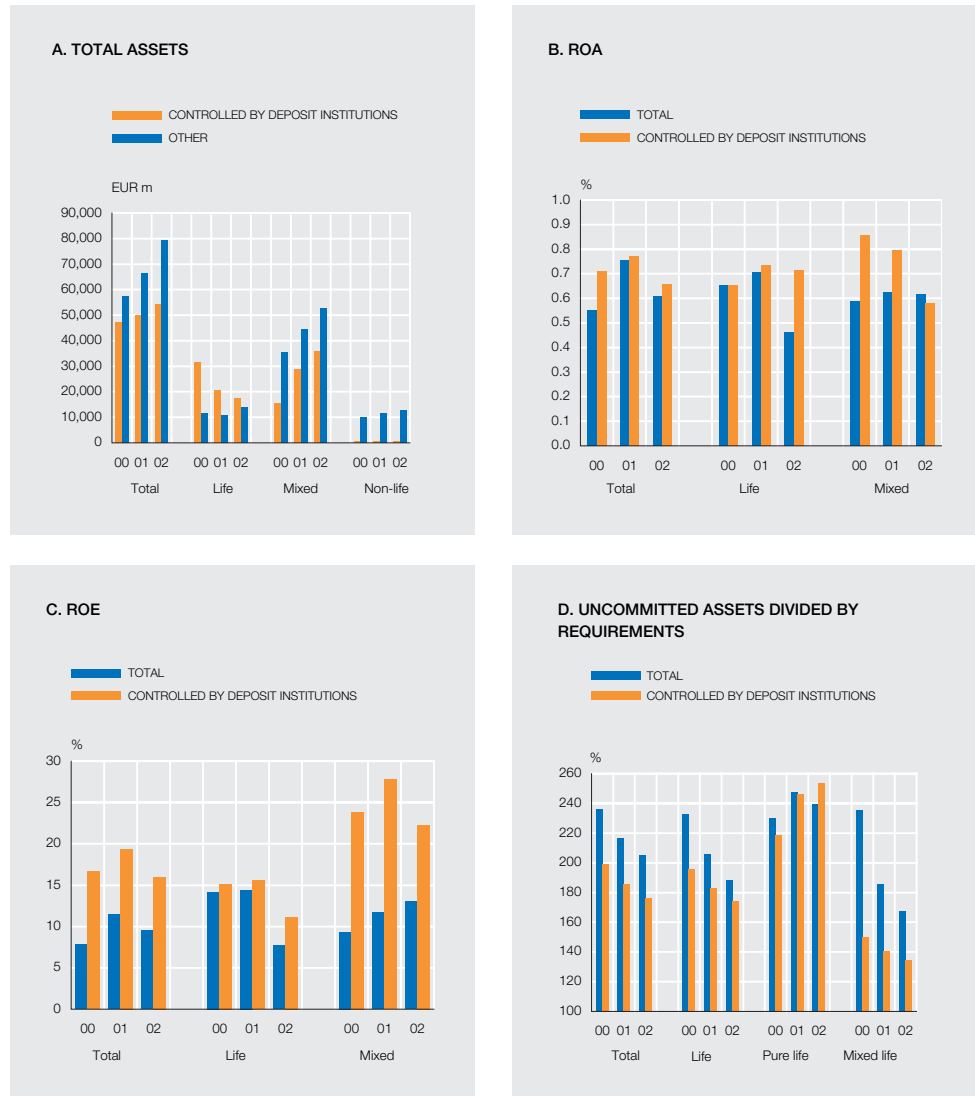 A. TOTAL ASSETS
CONTROLLED BY DEPOSIT INSTITUTIONS
OTHER
EUR m
90,000
80,000
70,000
60,000
50,000
40,000
30,000
20,000
10,000
0
00 01 02 00 01 02 00 01 02 00 01 02
Total Life Mixed Non-life
B. ROA
TOTAL
CONTROLLED BY DEPOSIT INSTITUTIONS
%
1.0
0.9
0.8
0.7
0.6
0.5
0.4
0.3
0.2
0.1
0.0
00 01 02 00 01 02 00 01 02
Total Life Mixed
C. ROE
TOTAL
CONTROLLED BY DEPOSIT INSTITUTIONS
%
30
25
20
15
10
5
0
00 01 02 00 01 02 00 01 02
Total Life Mixed
D. UNCOMMITTED ASSETS DIVIDED BY
REQUIREMENTS
TOTAL
CONTROLLED BY DEPOSIT INSTITUTIONS
%
260
240
220
200
180
160
140
120
100
00 01 02 00 01 02 00 01 02 00 01 02
Total Life Pure life Mixed life